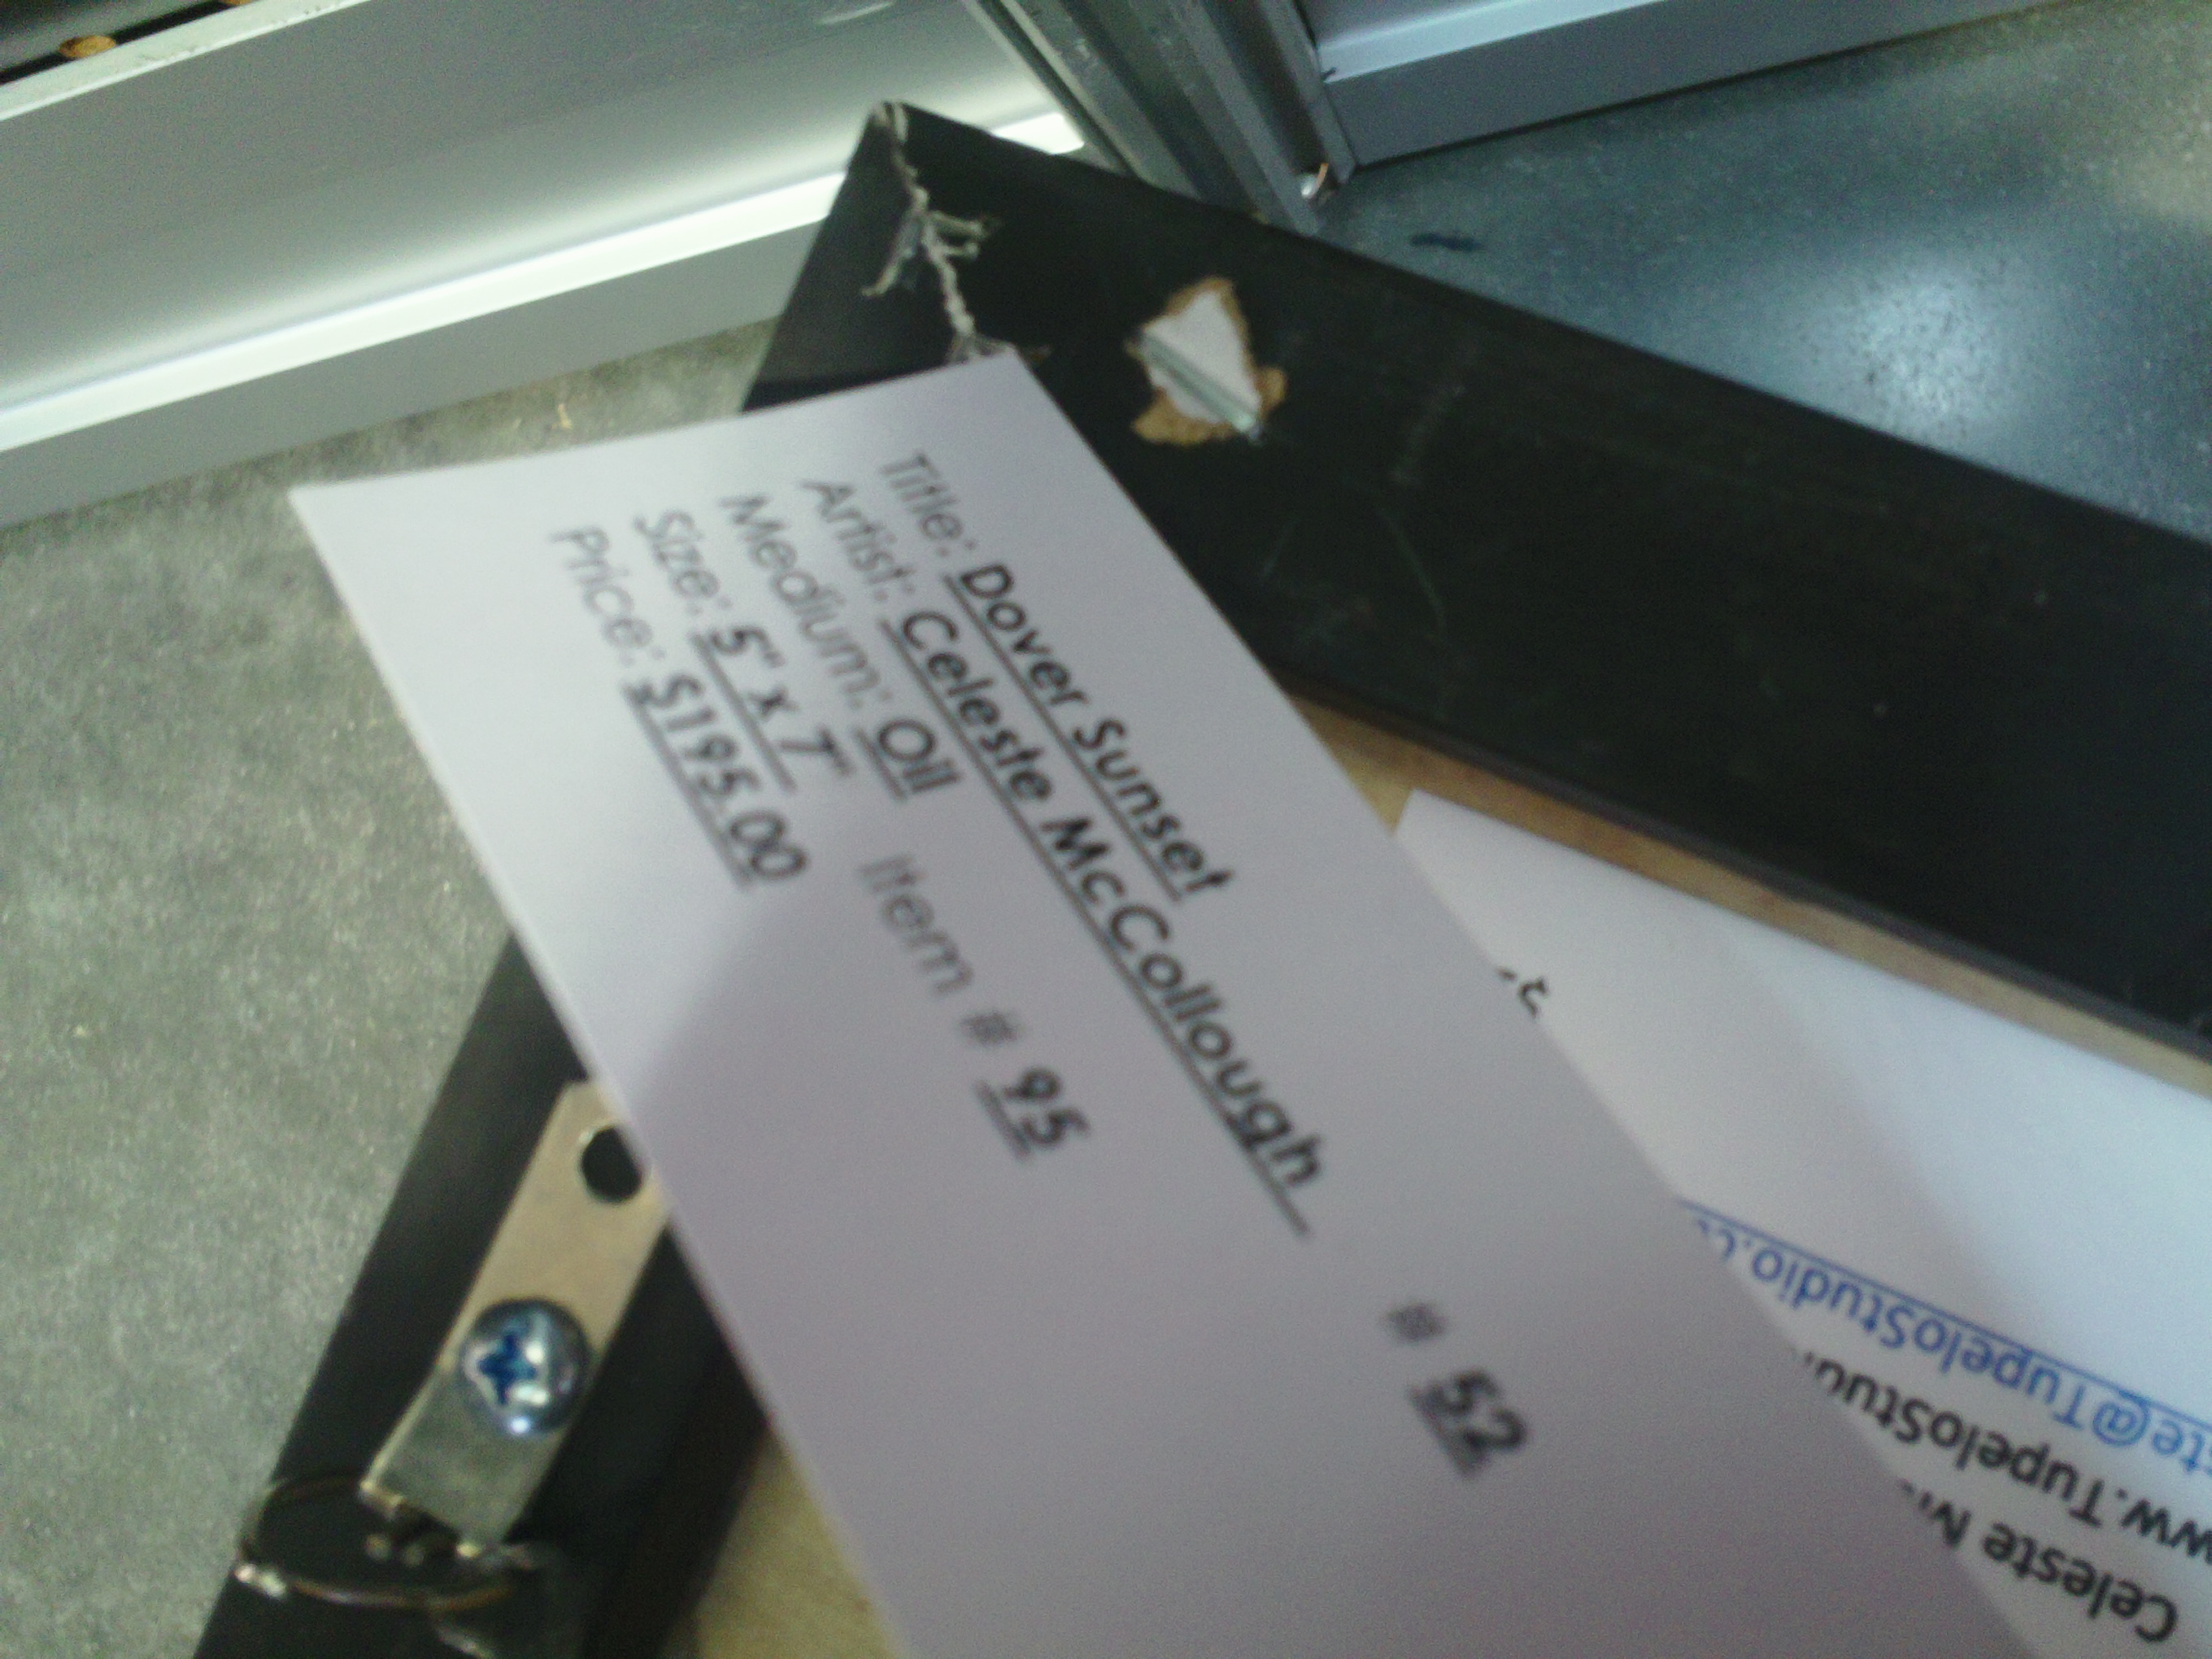 Title: Dover Sunset
Artist: Celeste McCollough
Medium: Oil
Size: 5" x 7"
Price: $195.00
Item # 95
# 52
Celeste
TupeloStudio